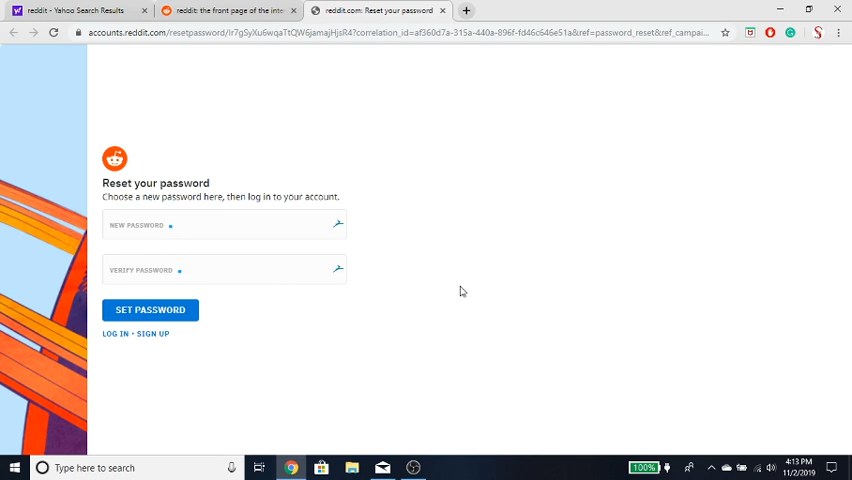 reddit - Yahoo Search Results
reddit: the front page of the inte
reddit.com: Reset your password
accounts.reddit.com/resetpassword/Ir7gSyXu6wqaTtQW6jamajHjsR4?correlation_id=af360d7a-315a-440a-896f-fd46c646e51a&ref=password_reset&ref_campai...
Reset your password
Choose a new password here, then log in to your account.
NEW PASSWORD
VERIFY PASSWORD
SET PASSWORD
LOG IN • SIGN UP
Type here to search
100%
4:13 PM
11/2/2019